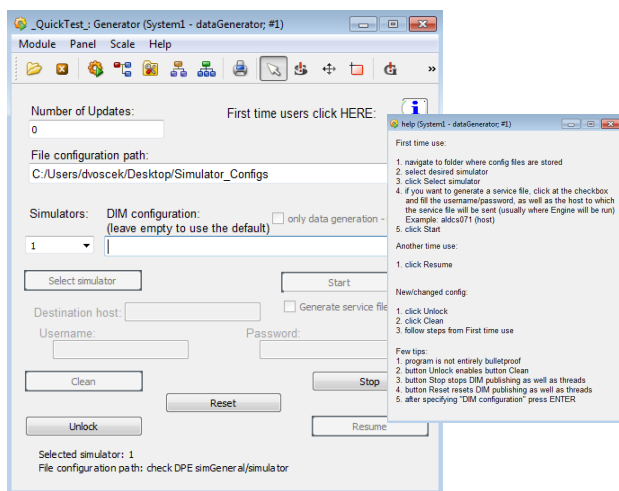 _QuickTest_: Generator (System1 - dataGenerator; #1)
Module Panel Scale Help
»
Number of Updates:
First time users click HERE:
i
0
File configuration path:
C:/Users/dvoscek/Desktop/Simulator_Configs
Simulators:
DIM configuration:
(leave empty to use the default)
only data generation -
1
Select simulator
Start
Destination host:
Generate service file
Username:
Password:
Clean
Stop
Reset
Unlock
Resume
Selected simulator: 1
File configuration path: check DPE simGeneral/simulator
help (System1 - dataGenerator; #1)
First time use:
1. navigate to folder where config files are stored
2. select desired simulator
3. click Select simulator
4. if you want to generate a service file, click at the checkbox
and fill the username/password, as well as the host to which
the service file will be sent (usually where Engine will be run)
Example: aldcs071 (host)
5. click Start
Another time use:
1. click Resume
New/changed config:
1. click Unlock
2. click Clean
3. follow steps from First time use
Few tips:
1. program is not entirely bulletproof
2. button Unlock enables button Clean
3. button Stop stops DIM publishing as well as threads
4. button Reset resets DIM publishing as well as threads
5. after specifying "DIM configuration" press ENTER